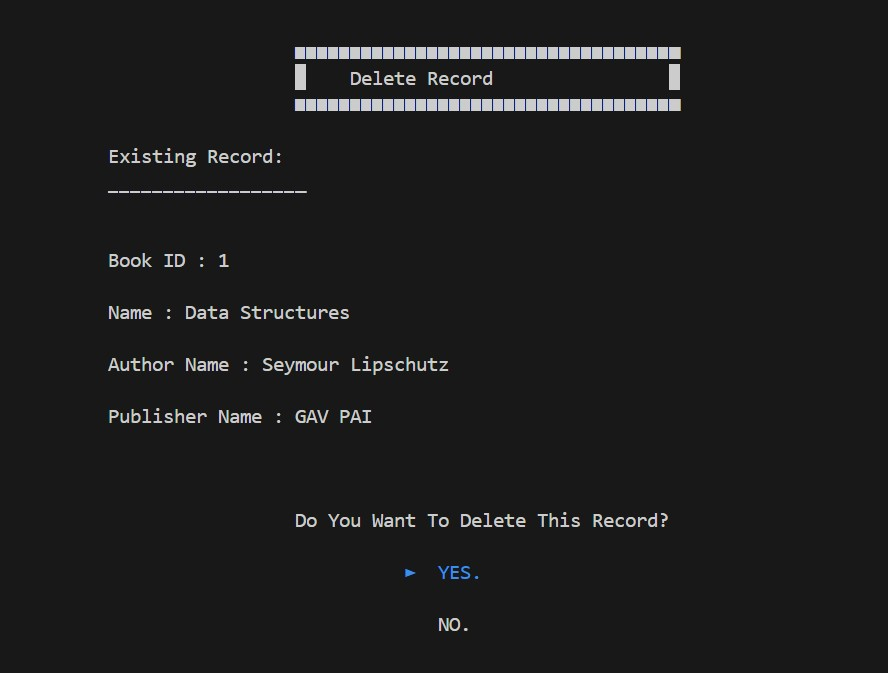 Delete Record
Existing Record:
Book ID : 1
Name : Data Structures
Author Name : Seymour Lipschutz
Publisher Name : GAV PAI
Do You Want To Delete This Record?
► YES.
NO.